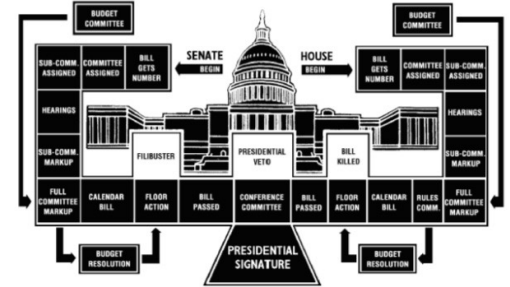 BUDGET
COMMITTEE
BUDGET
COMMITTEE
SENATE
BEGIN
HOUSE
BEGIN
SUB-COMM.
ASSIGNED
COMMITTEE
ASSIGNED
BILL
GETS
NUMBER
BILL
GETS
NUMBER
COMMITTEE
ASSIGNED
SUB-COMM.
ASSIGNED
HEARINGS
HEARINGS
SUB-COMM.
MARKUP
FILIBUSTER
PRESIDENTIAL
VETO
BILL
KILLED
SUB-COMM.
MARKUP
FULL
COMMITTEE
MARKUP
CALENDAR
BILL
FLOOR
ACTION
BILL
PASSED
CONFERENCE
COMMITTEE
BILL
PASSED
FLOOR
ACTION
CALENDAR
BILL
RULES
COMM.
FULL
COMMITTEE
MARKUP
BUDGET
RESOLUTION
PRESIDENTIAL
SIGNATURE
BUDGET
RESOLUTION